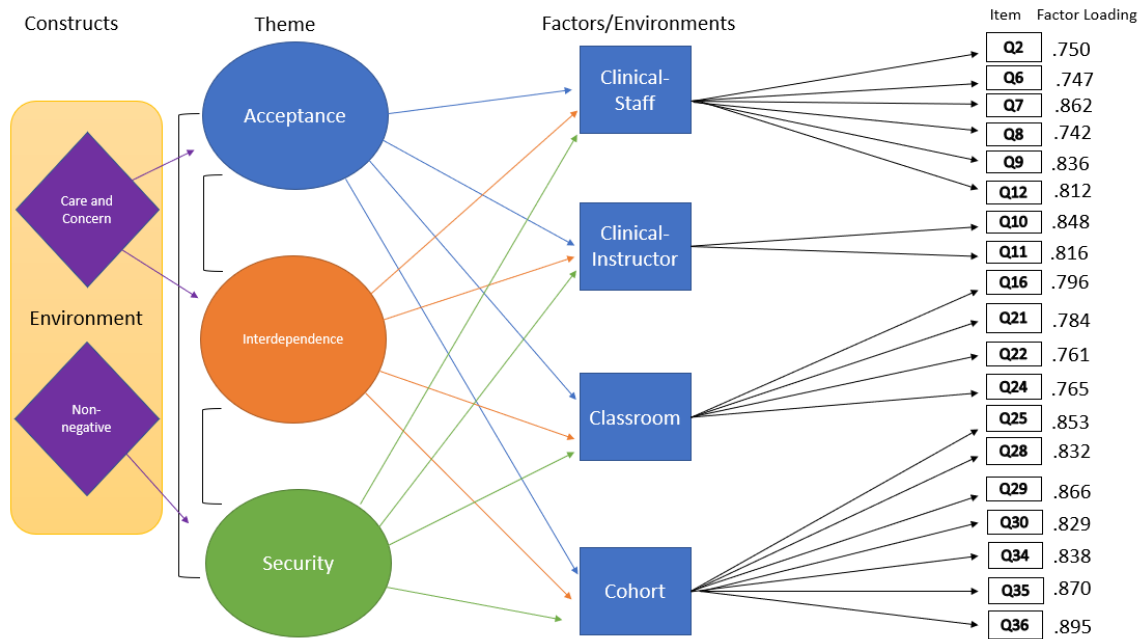 Constructs
Theme
Factors/Environments
Item Factor Loading
Care and
Concern
Environment
Non-
negative
Acceptance
Interdependence
Security
Clinical-
Staff
Clinical-
Instructor
Classroom
Cohort
Q2 .750
Q6 .747
Q7 .862
Q8 .742
Q9 .836
Q12 .812
Q10 .848
Q11 .816
Q16 .796
Q21 .784
Q22 .761
Q24 .765
Q25 .853
Q28 .832
Q29 .866
Q30 .829
Q34 .838
Q35 .870
Q36 .895